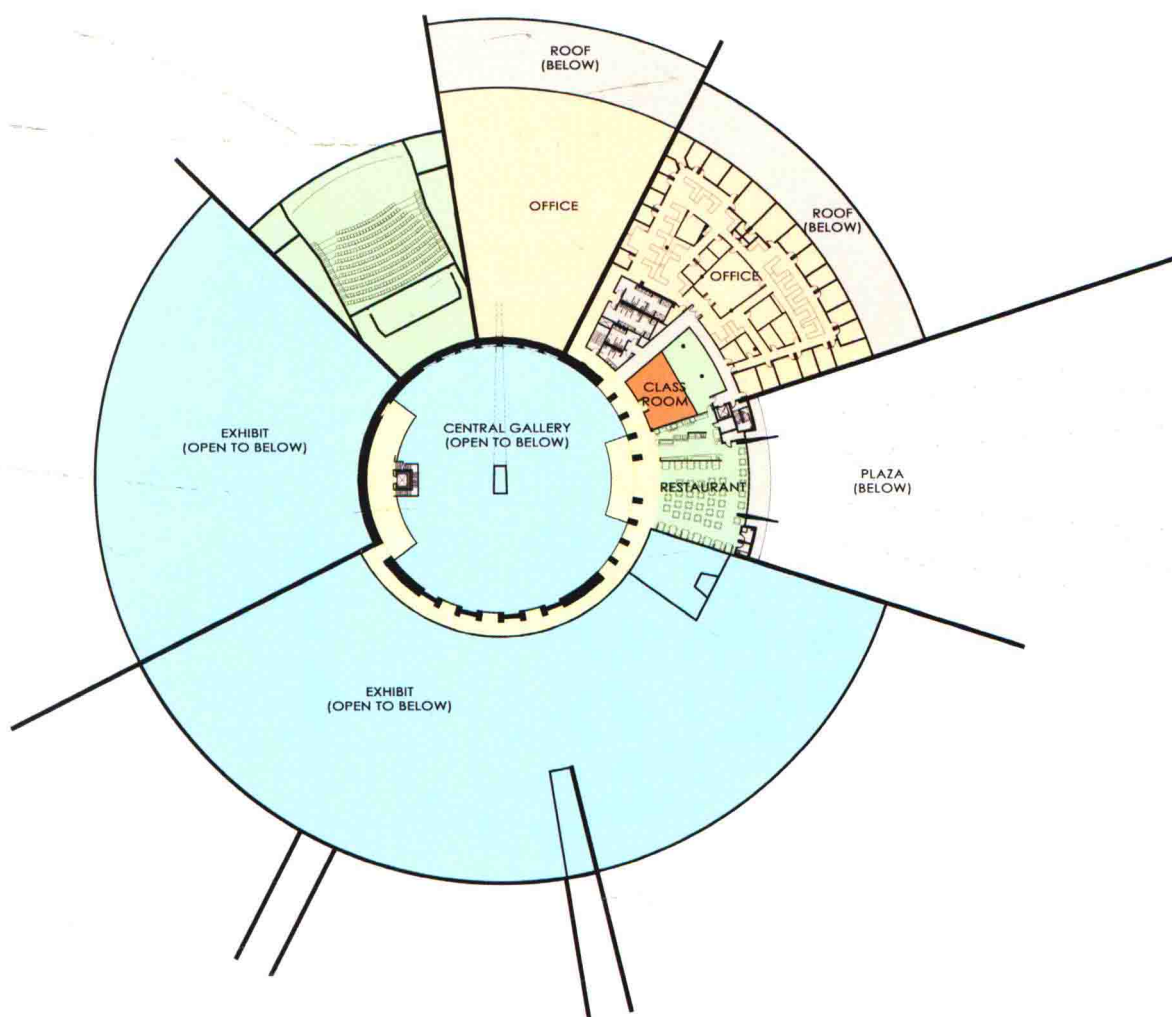 ROOF
(BELOW)
OFFICE
ROOF
(BELOW)
OFFICE
CLASS
ROOM
CENTRAL GALLERY
(OPEN TO BELOW)
EXHIBIT
(OPEN TO BELOW)
PLAZA
(BELOW)
RESTAURANT
EXHIBIT
(OPEN TO BELOW)